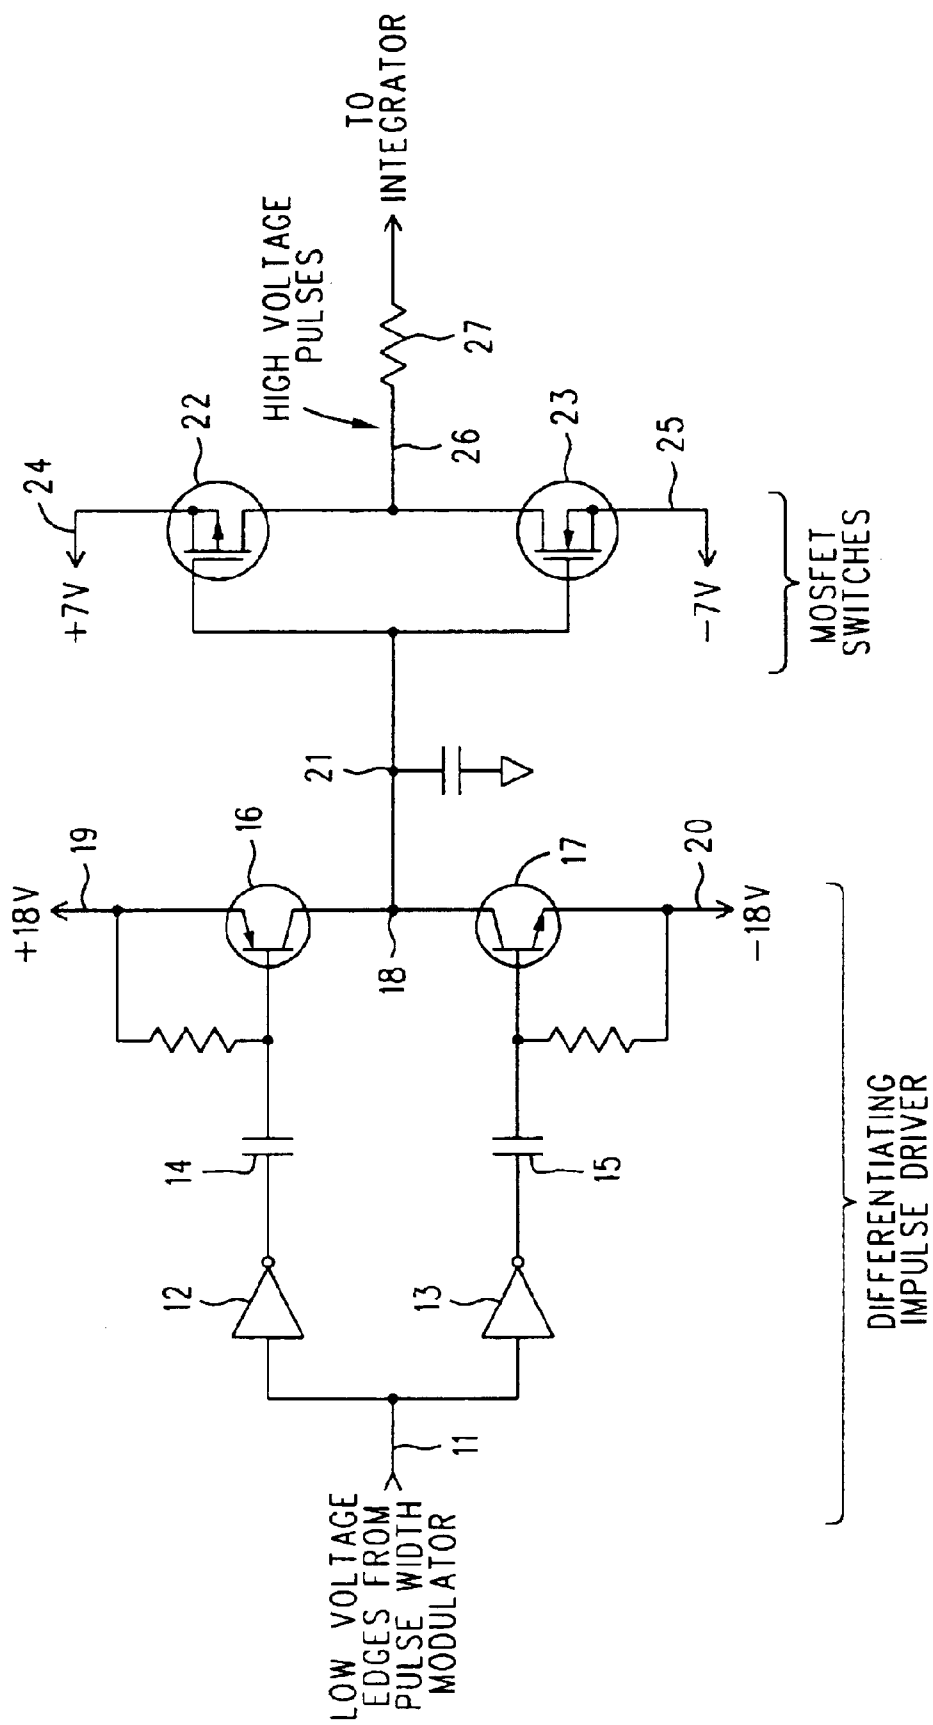 LOW VOLTAGE
EDGES FROM
PULSE WIDTH
MODULATOR
11
12
13
14
15
+18V
19
16
18
17
20
-18V
21
+7V
24
22
HIGH VOLTAGE
PULSES
26
27
TO
INTEGRATOR
23
25
-7V
DIFFERENTIATING
IMPULSE DRIVER
MOSFET
SWITCHES